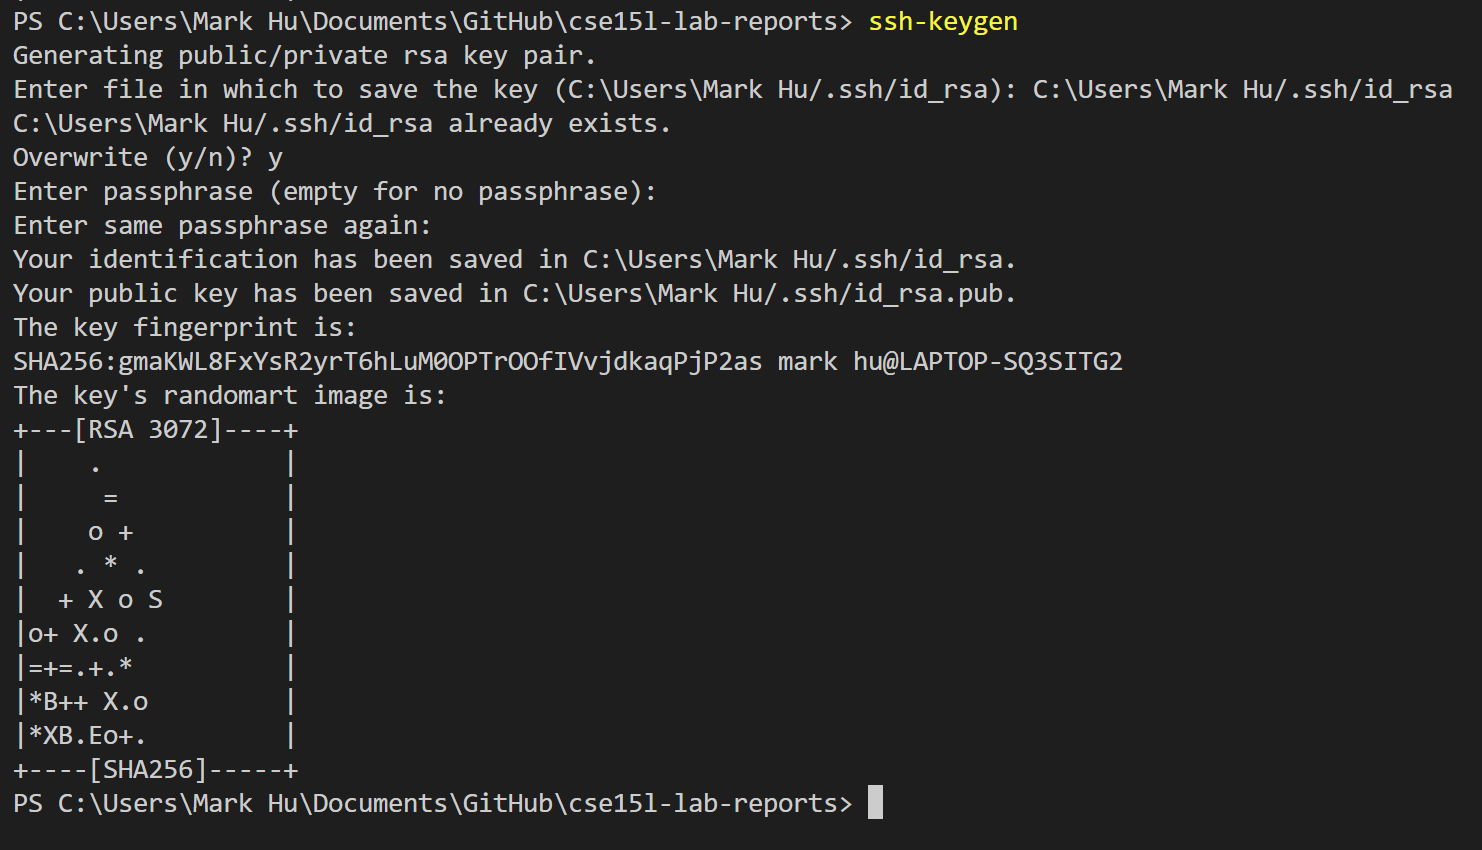 PS C:\Users\Mark Hu\Documents\GitHub\cse15l-lab-reports> ssh-keygen
Generating public/private rsa key pair.
Enter file in which to save the key (C:\Users\Mark Hu/.ssh/id_rsa): C:\Users\Mark Hu/.ssh/id_rsa
C:\Users\Mark Hu/.ssh/id_rsa already exists.
Overwrite (y/n)? y
Enter passphrase (empty for no passphrase):
Enter same passphrase again:
Your identification has been saved in C:\Users\Mark Hu/.ssh/id_rsa.
Your public key has been saved in C:\Users\Mark Hu/.ssh/id_rsa.pub.
The key fingerprint is:
SHA256:gmaKWL8FxYsR2yrT6hLuM0OPTrOOfIVvjdkaqPjP2as mark hu@LAPTOP-SQ3SITG2
The key's randomart image is:
+---[RSA 3072]----+
|    .            |
|     =           |
|    o +          |
|   . * .         |
|  + X o S        |
|o+ X.o .         |
|=+=.+.*          |
|*B++ X.o         |
|*XB.Eo+.         |
+----[SHA256]-----+
PS C:\Users\Mark Hu\Documents\GitHub\cse15l-lab-reports>